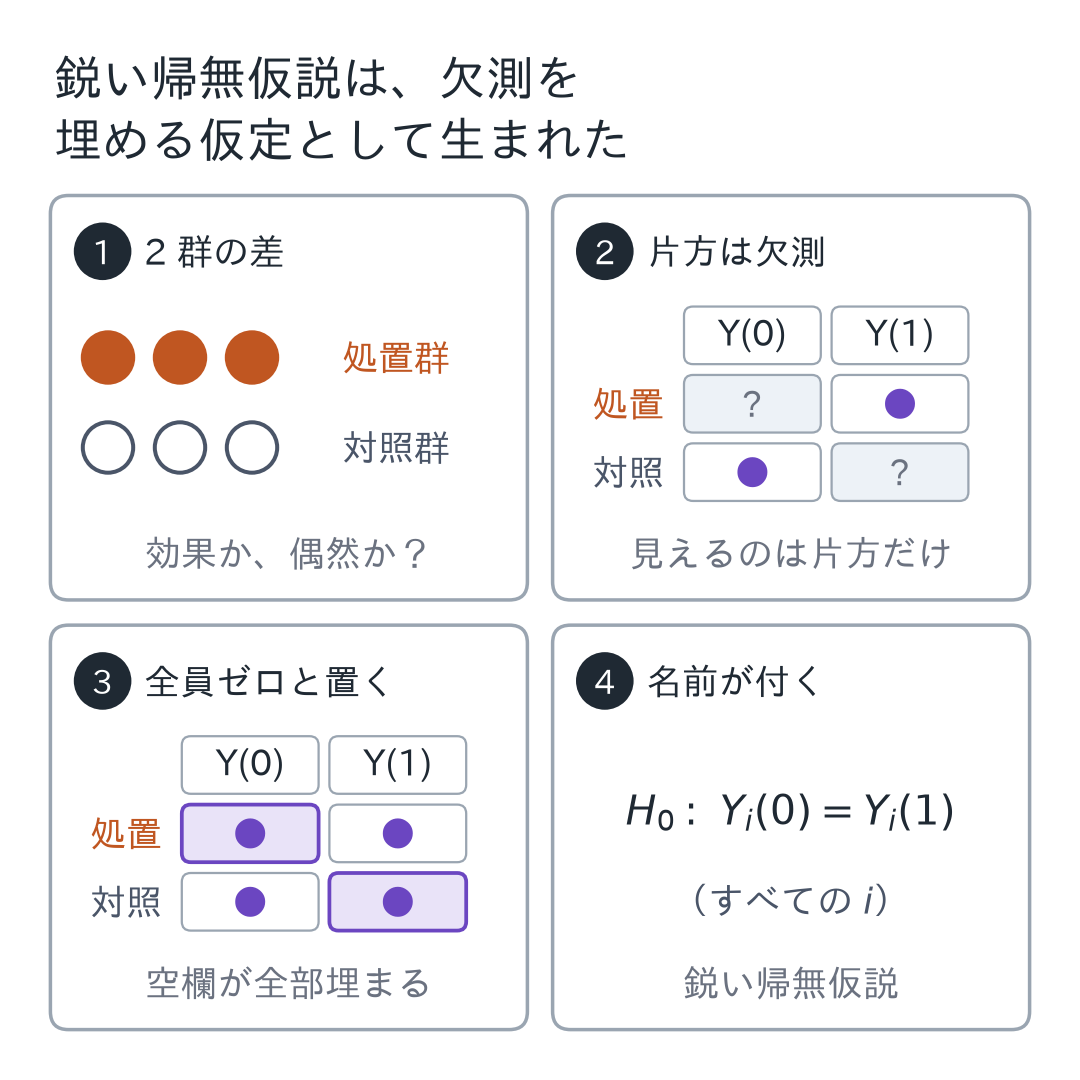 鋭い帰無仮説は、欠測を
埋める仮定として生まれた
1 2 群の差
処置群
対照群
効果か、偶然か？
2 片方は欠測
Y(0) Y(1)
処置 ?
対照 ?
見えるのは片方だけ
3 全員ゼロと置く
Y(0) Y(1)
処置
対照
空欄が全部埋まる
4 名前が付く
H₀ : Yᵢ(0) = Yᵢ(1)
（すべての i）
鋭い帰無仮説